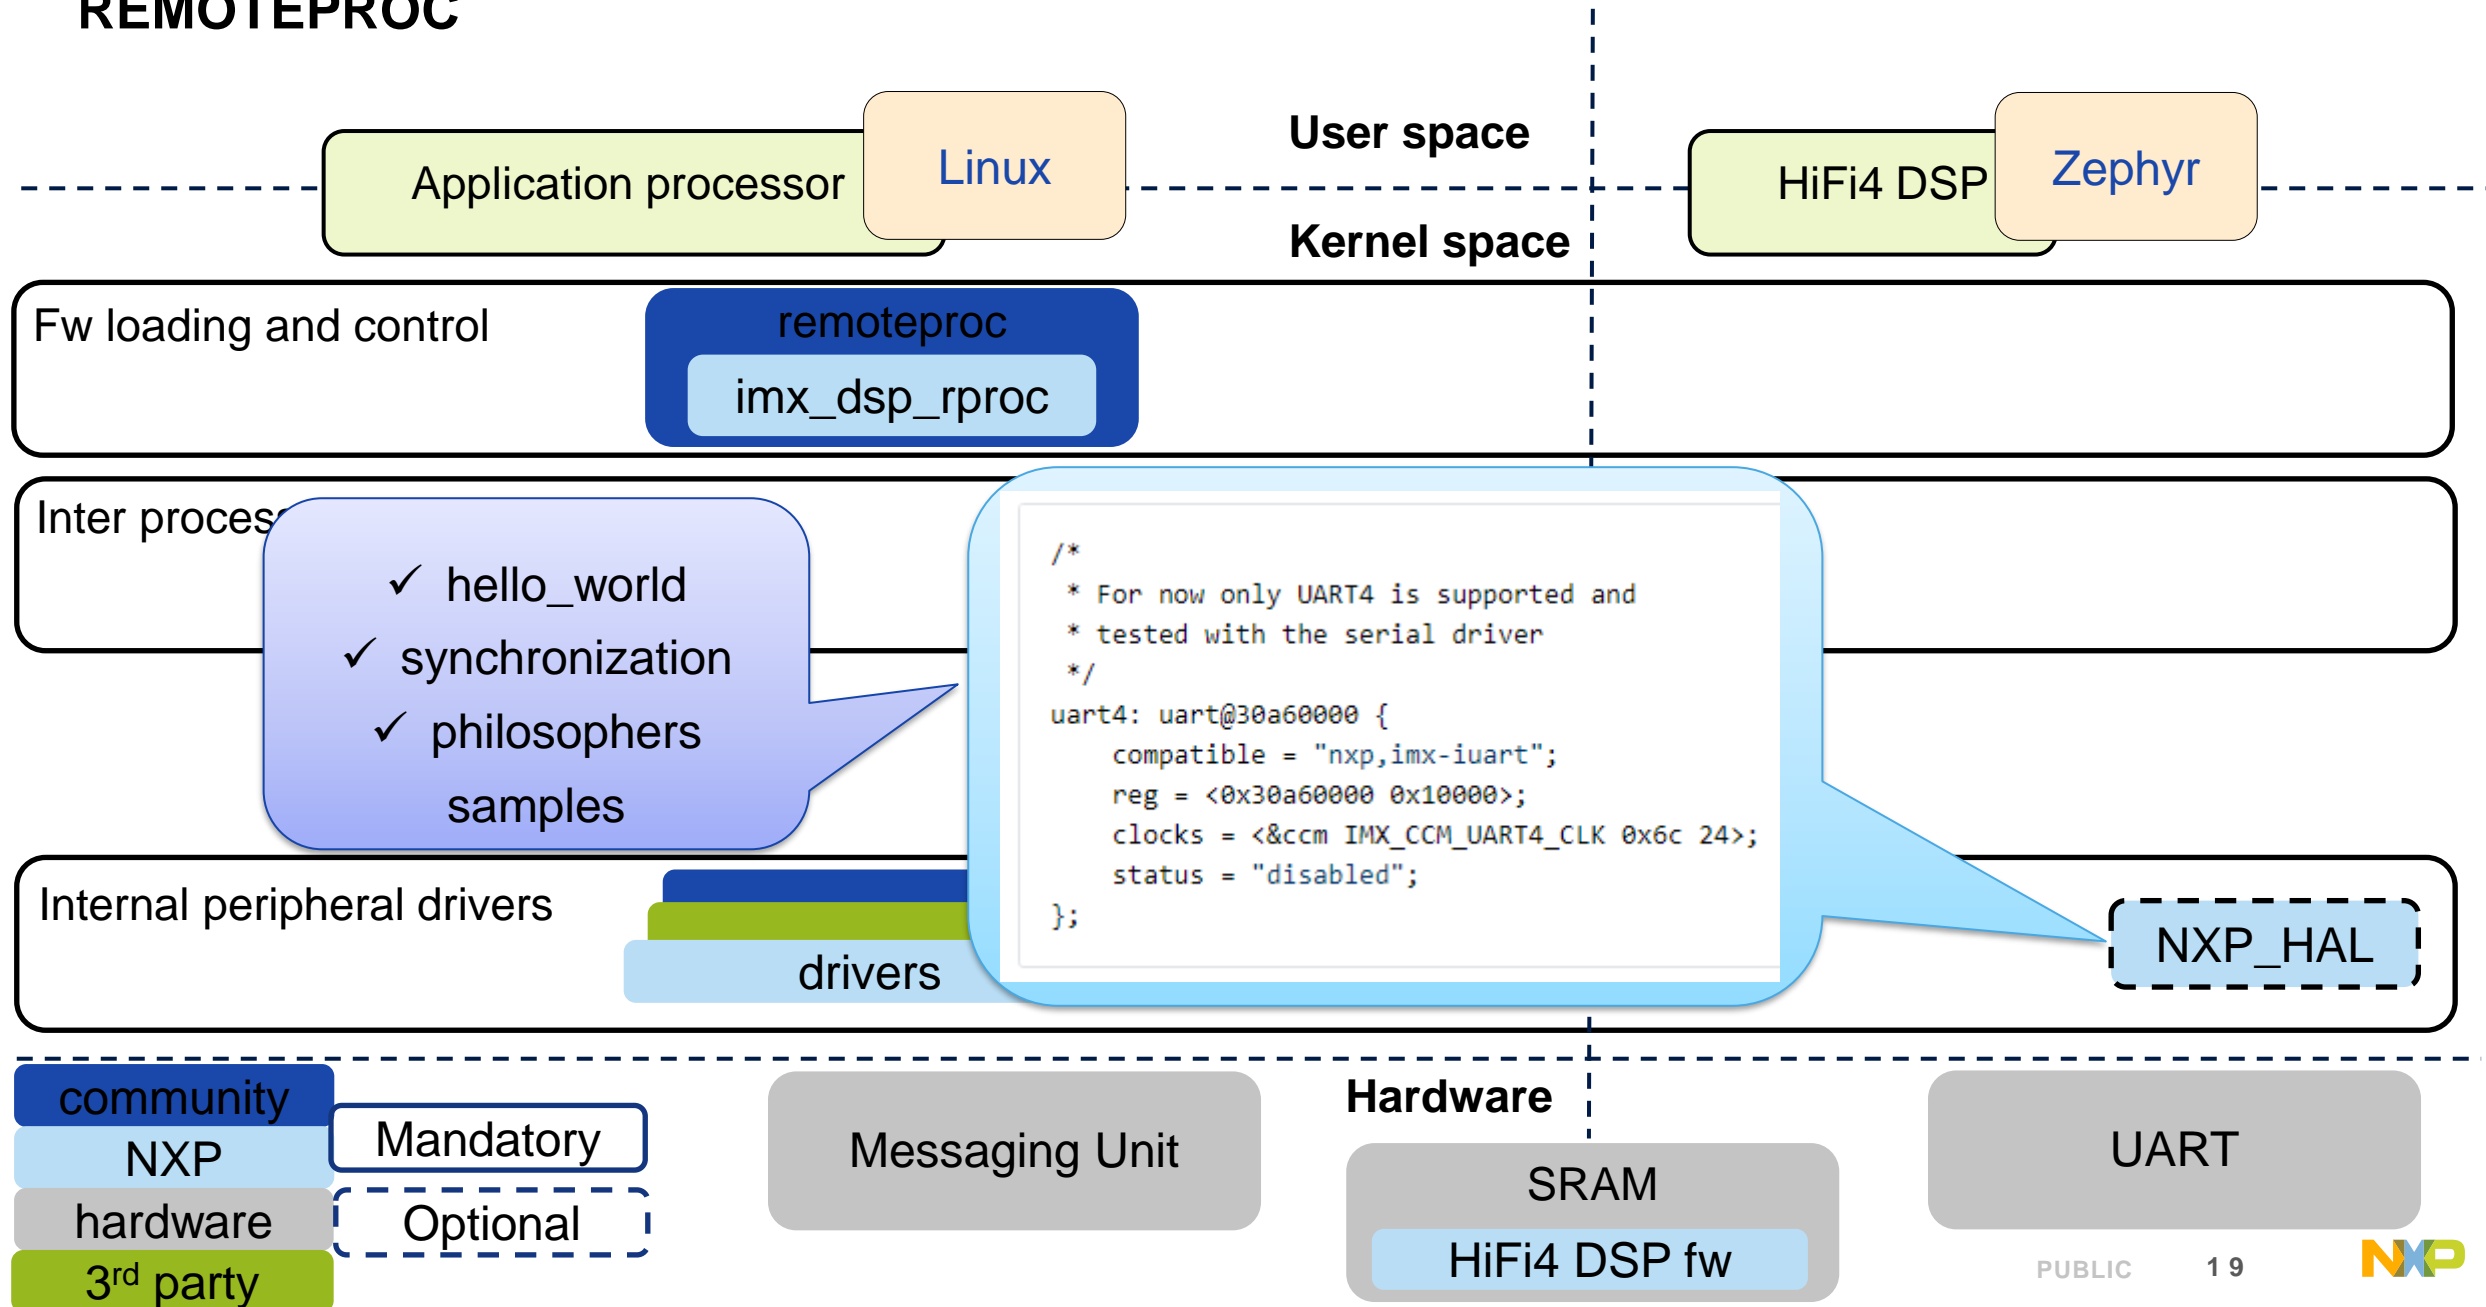 REMOTEPROC
Application processor
Linux
User space
HiFi4 DSP
Zephyr
Kernel space
Fw loading and control
remoteproc
imx_dsp_rproc
Inter
✓ hello_world
✓ synchronization
✓ philosophers
samples
/*
* For now only UART4 is supported and
* tested with the serial driver
*/
uart4: uart@30a60000 {
compatible = "nxp,imx-iuart";
reg = <0x30a60000 0x10000>;
clocks = <&ccm IMX_CCM_UART4_CLK 0x6c 24>;
status = "disabled";
};
Internal peripheral drivers
drivers
NXP_HAL
community
NXP
hardware
3rd party
Mandatory
Optional
Messaging Unit
Hardware
SRAM
HiFi4 DSP fw
UART
PUBLIC
19
NXP